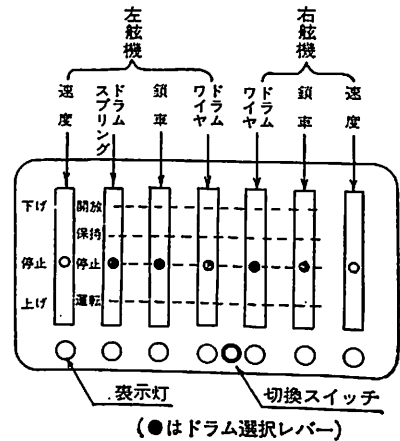 左舷機
右舷機
速度
ドラムスプリング
鎖車
ドラムワイヤ
ドラムワイヤ
鎖車
速度
下げ
開放
保持
停止
停止
上げ
運転
表示灯
切換スイッチ
(●はドラム選択レバー)